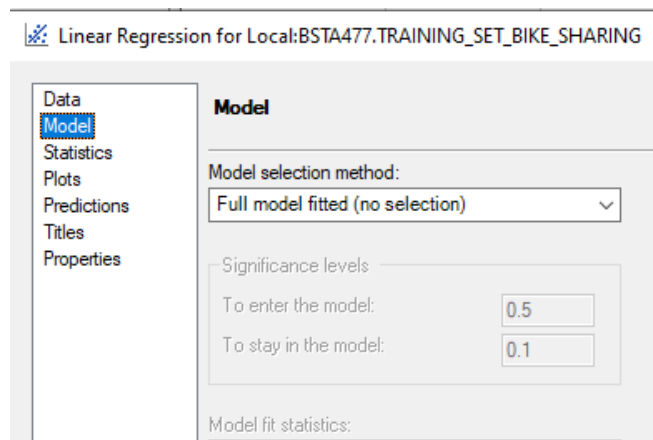 Linear Regression for Local:BSTA477.TRAINING_SET_BIKE_SHARING
Data
Model
Statistics
Plots
Predictions
Titles
Properties
Model
Model selection method:
Full model fitted (no selection)
Significance levels
To enter the model: 0.5
To stay in the model: 0.1
Model fit statistics: